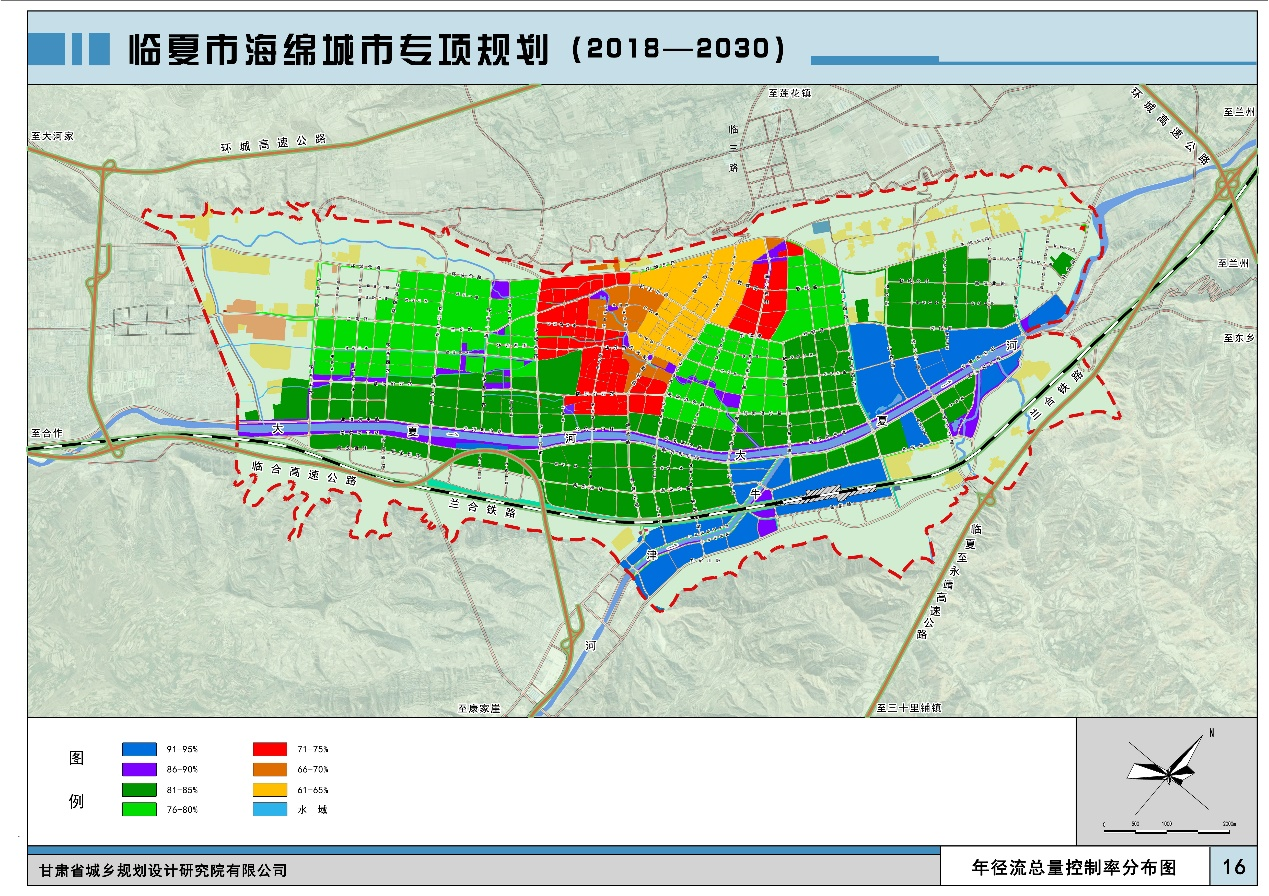 临夏市海绵城市专项规划（2018—2030）
至莲花镇
环城高速公路
至兰州
至大河家
环城高速公路
临三路
至兰州
至东乡
河
兰合铁路
至合作
大夏河
大夏
临合高速公路
牛
兰合铁路
津
临夏至永靖高速公路
河
至康家崖
至三十里铺镇
图例
91-95%
71-75%
86-90%
66-70%
81-85%
61-65%
76-80%
水域
N
0 500 1000 2000m
甘肃省城乡规划设计研究院有限公司
年径流总量控制率分布图
16